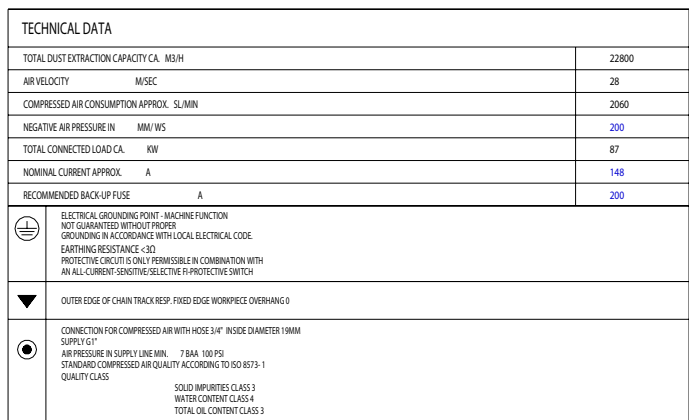 TECHNICAL DATA
TOTAL DUST EXTRACTION CAPACITY CA. M3/H 22800
AIR VELOCITY M/SEC 28
COMPRESSED AIR CONSUMPTION APPROX. SL/MIN 2060
NEGATIVE AIR PRESSURE IN MM/WS 200
TOTAL CONNECTED LOAD CA. KW 87
NOMINAL CURRENT APPROX. A 148
RECOMMENDED BACK-UP FUSE A 200
ELECTRICAL GROUNDING POINT - MACHINE FUNCTION
NOT GUARANTEED WITHOUT PROPER
GROUNDING IN ACCORDANCE WITH LOCAL ELECTRICAL CODE.
EARTHING RESISTANCE <3Ω
PROTECTIVE CIRCUTI IS ONLY PERMISSIBLE IN COMBINATION WITH
AN ALL-CURRENT-SENSITIVE/SELECTIVE FI-PROTECTIVE SWITCH
OUTER EDGE OF CHAIN TRACK RESP. FIXED EDGE WORKPIECE OVERHANG 0
CONNECTION FOR COMPRESSED AIR WITH HOSE 3/4" INSIDE DIAMETER 19MM
SUPPLY G1"
AIR PRESSURE IN SUPPLY LINE MIN. 7 BAA 100 PSI
STANDARD COMPRESSED AIR QUALITY ACCORDING TO ISO 8573-1
QUALITY CLASS
SOLID IMPURITIES CLASS 3
WATER CONTENT CLASS 4
TOTAL OIL CONTENT CLASS 3